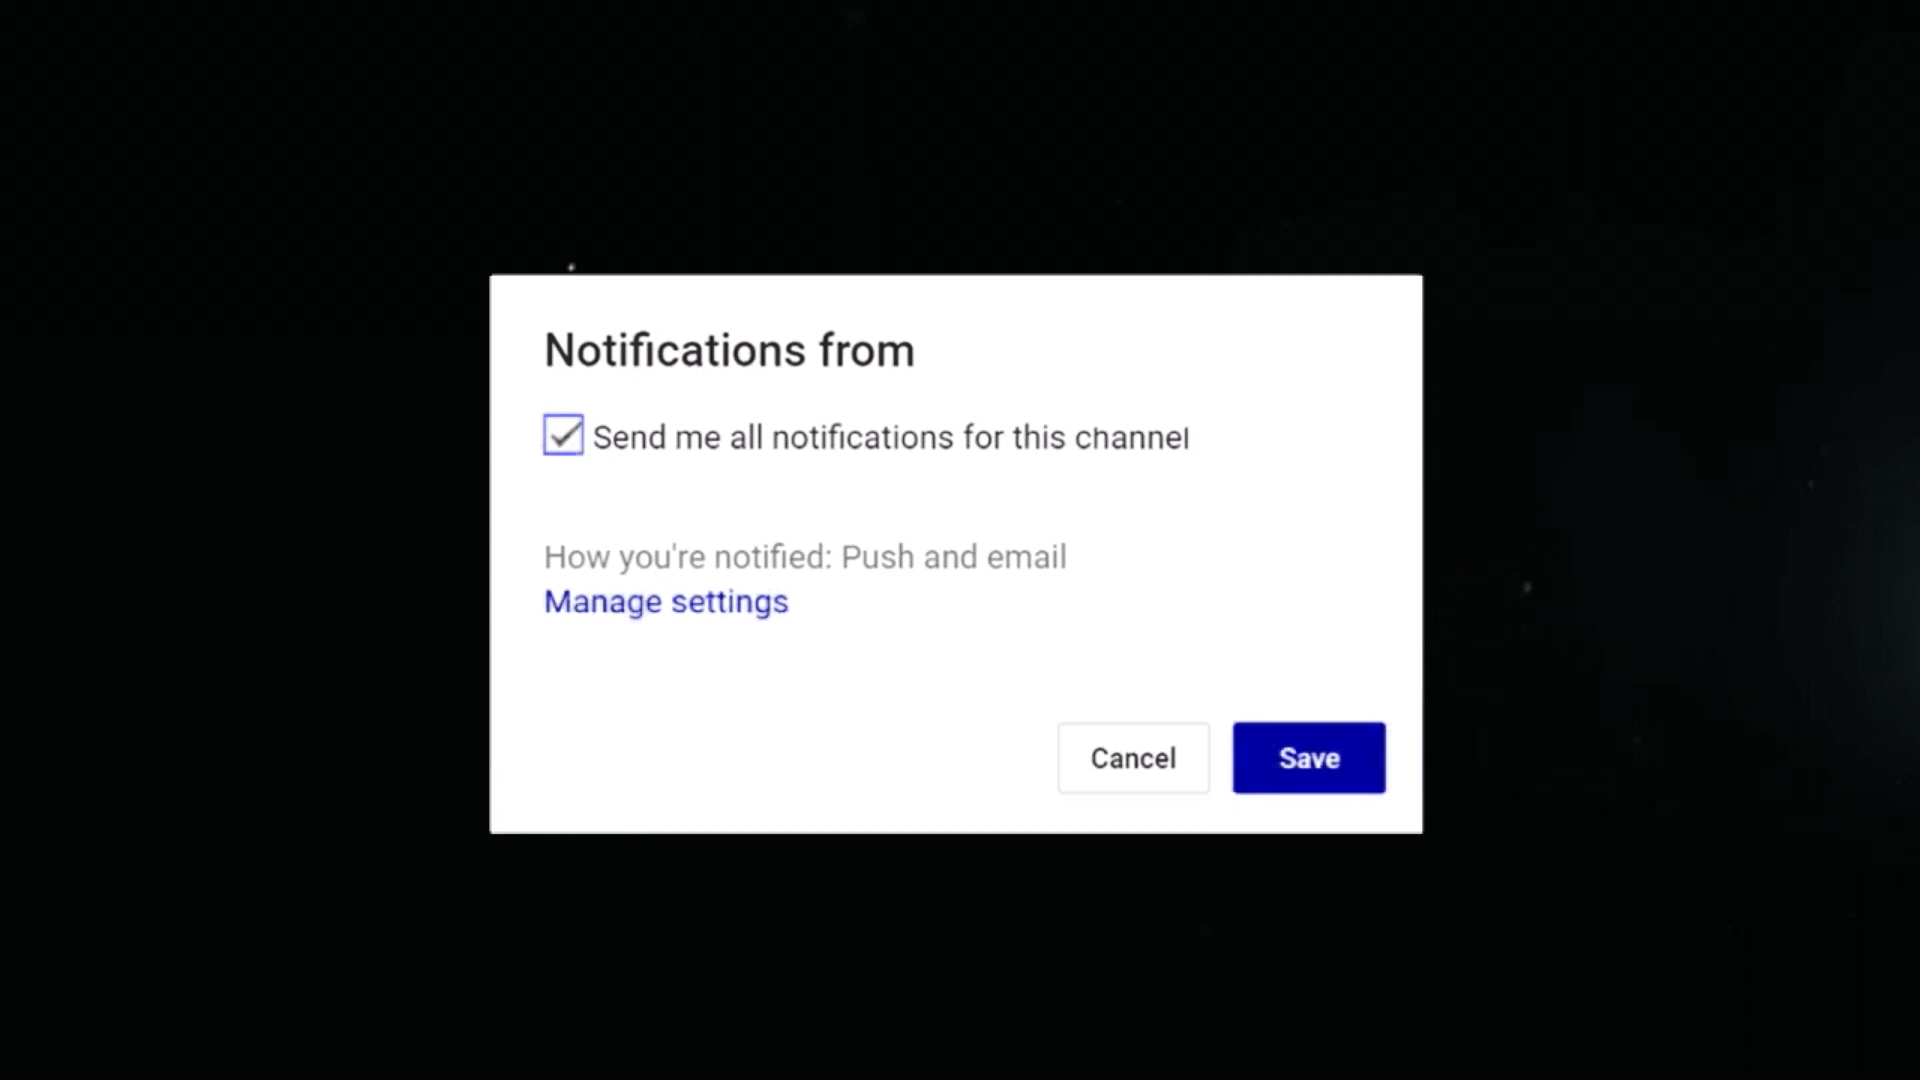 Notifications from
Send me all notifications for this channel
How you're notified: Push and email
Manage settings
Cancel
Save